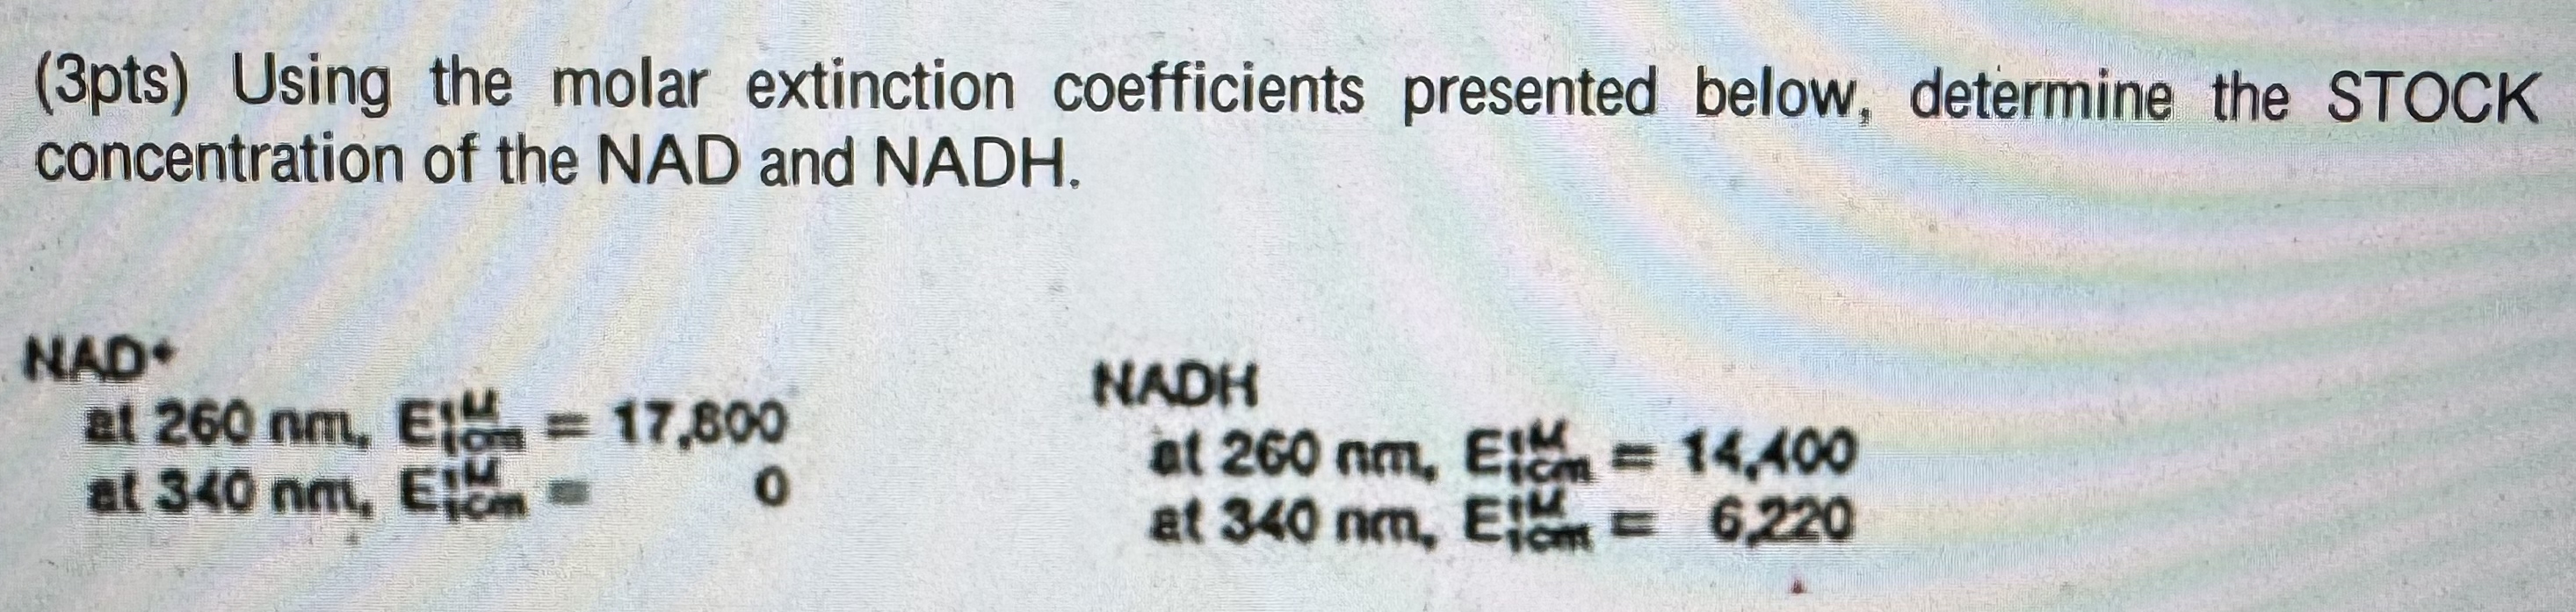 (3pts) Using the molar extinction coefficients presented below, determine the STOCK
concentration of the NAD and NADH.
NAD+
at 260 nm, E1M1cm = 17,800
at 340 nm, E1M1cm = 0
NADH
at 260 nm, E1M1cm = 14,400
at 340 nm, E1M1cm = 6,220